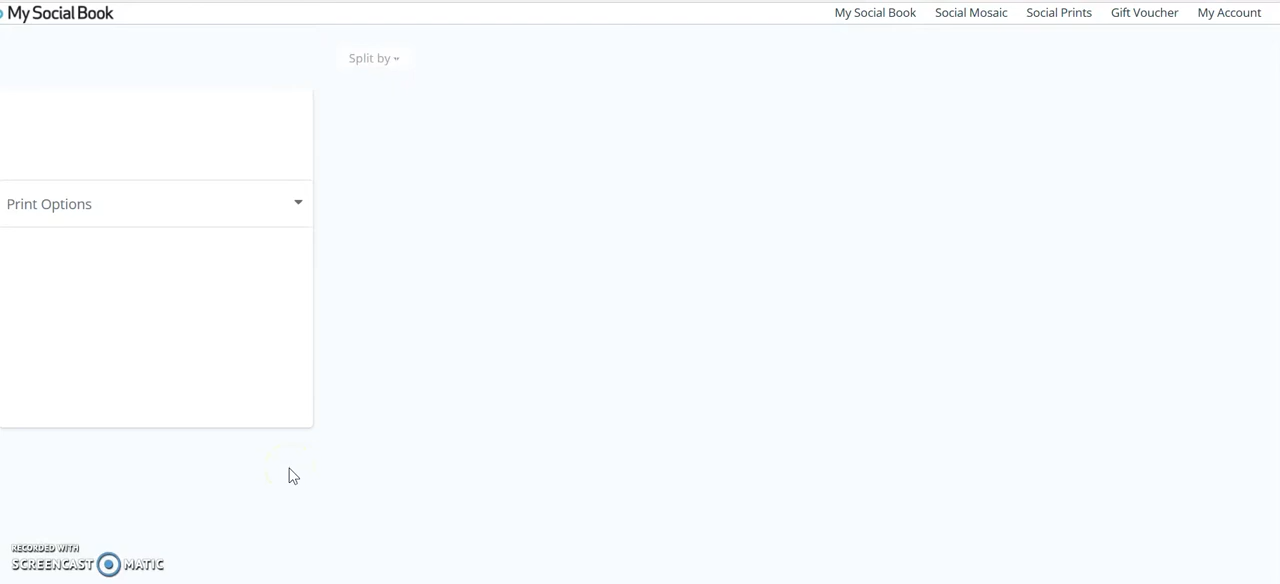 My Social Book
My Social Book Social Mosaic Social Prints Gift Voucher My Account
Split by
Print Options
RECORDED WITH
SCREENCAST MATIC